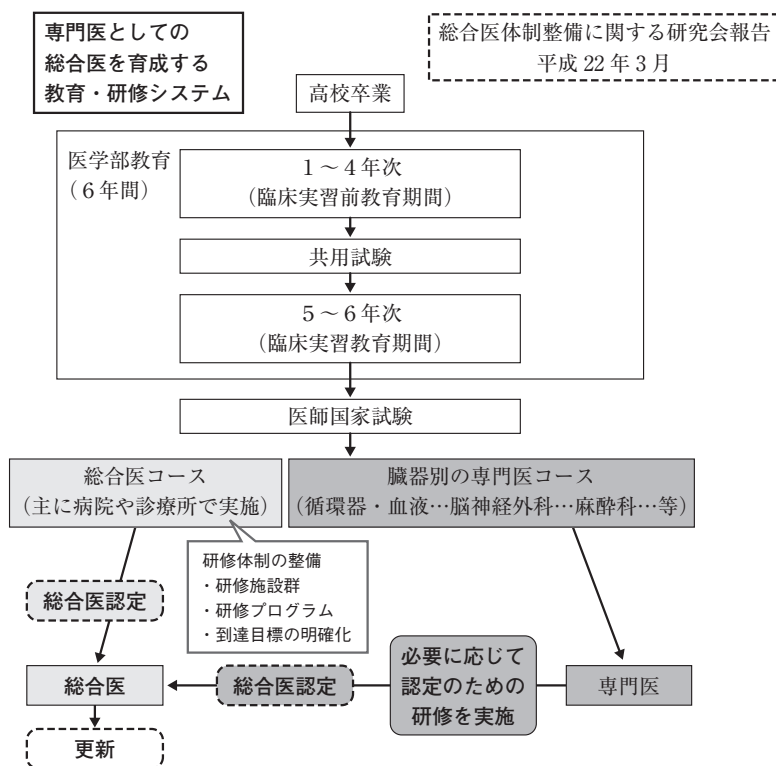 専門医としての
総合医を育成する
教育・研修システム
総合医体制整備に関する研究会報告
平成 22 年 3 月
高校卒業
医学部教育
(6 年間)
1 ~ 4 年次
(臨床実習前教育期間)
共用試験
5 ~ 6 年次
(臨床実習教育期間)
医師国家試験
総合医コース
(主に病院や診療所で実施)
臓器別の専門医コース
(循環器・血液…脳神経外科…麻酔科…等)
研修体制の整備
・研修施設群
・研修プログラム
・到達目標の明確化
総合医認定
総合医
総合医認定
必要に応じて
認定のための
研修を実施
専門医
更新